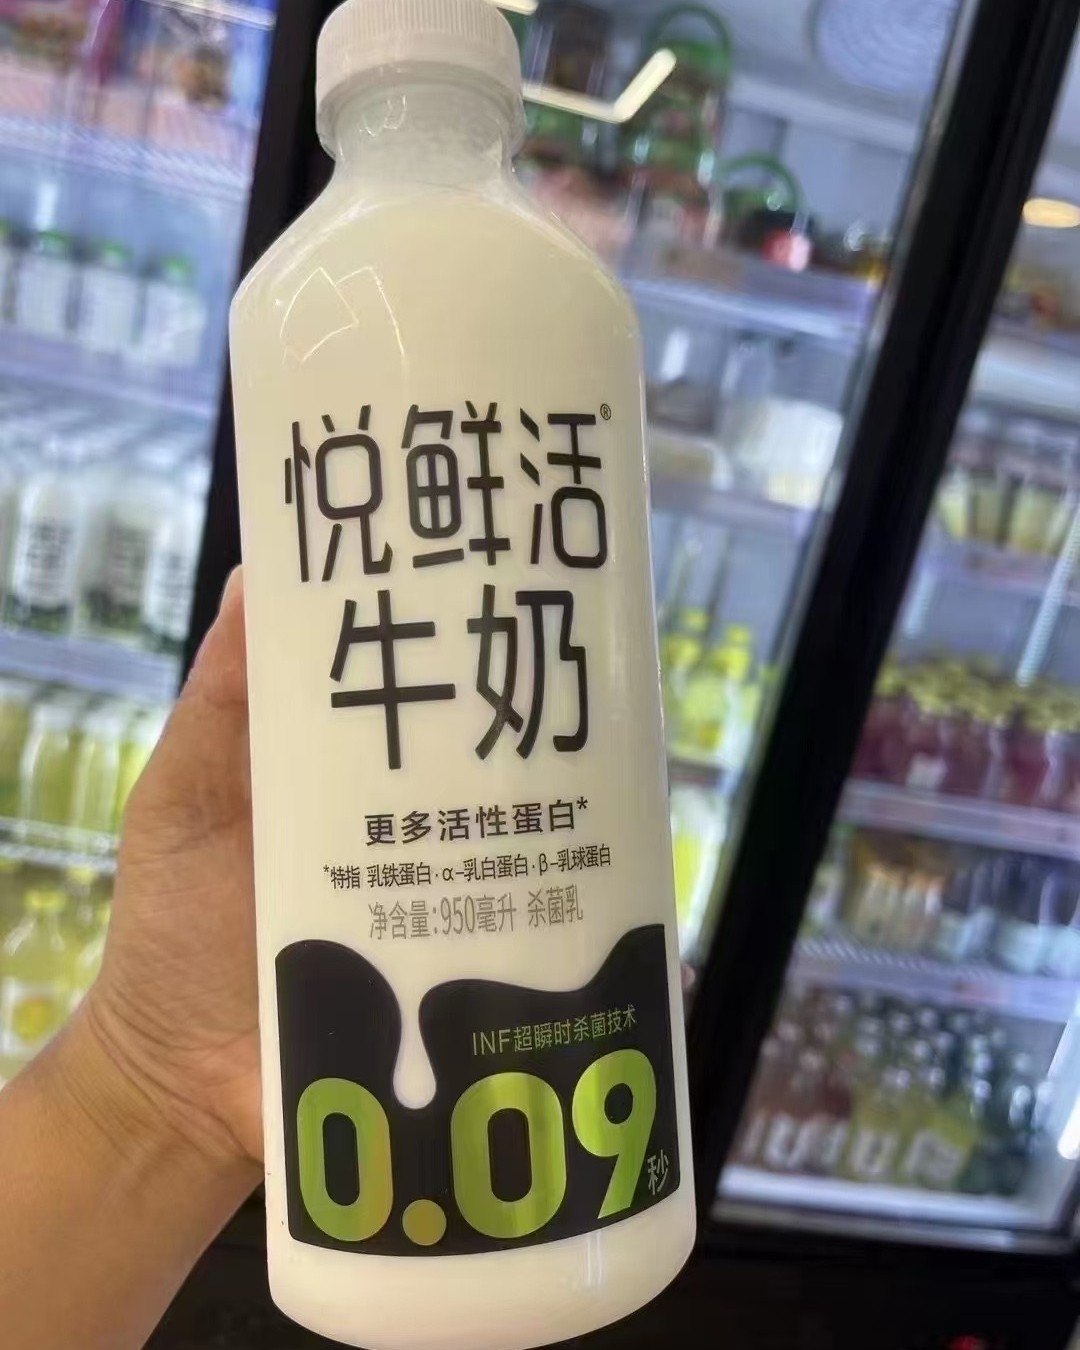 悦鲜活®
牛奶
更多活性蛋白*
*特指 乳铁蛋白·α-乳白蛋白·β-乳球蛋白
净含量:950毫升 杀菌乳
INF超瞬时杀菌技术
0.09秒